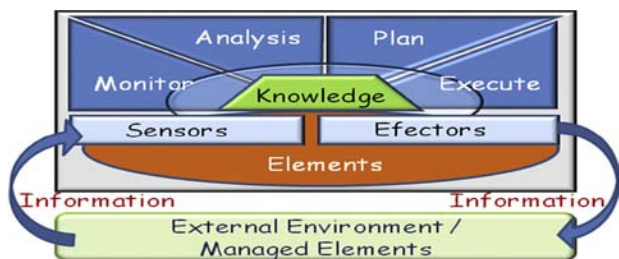 Analysis
Plan
Monitor
Execute
Knowledge
Sensors
Efectors
Elements
Information
Information
External Environment /
Managed Elements